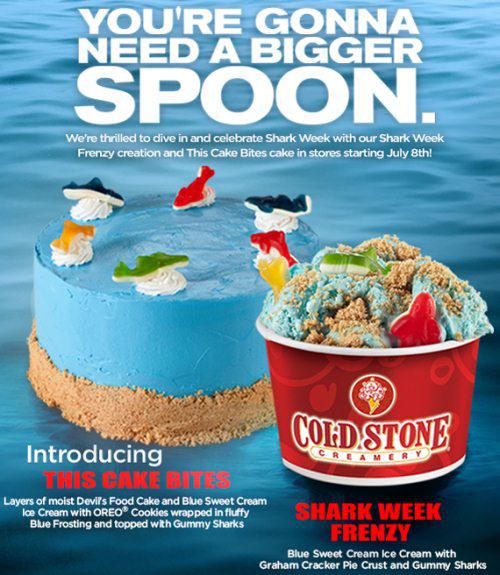 YOU'RE GONNA
NEED A BIGGER
SPOON.
We're thrilled to dive in and celebrate Shark Week with our Shark Week
Frenzy creation and This Cake Bites cake in stores starting July 8th!
Introducing
THIS CAKE BITES
Layers of moist Devil's Food Cake and Blue Sweet Cream
Ice Cream with OREO® Cookies wrapped in fluffy
Blue Frosting and topped with Gummy Sharks
COLD STONE
CREAMERY
SHARK WEEK
FRENZY
Blue Sweet Cream Ice Cream with
Graham Cracker Pie Crust and Gummy Sharks